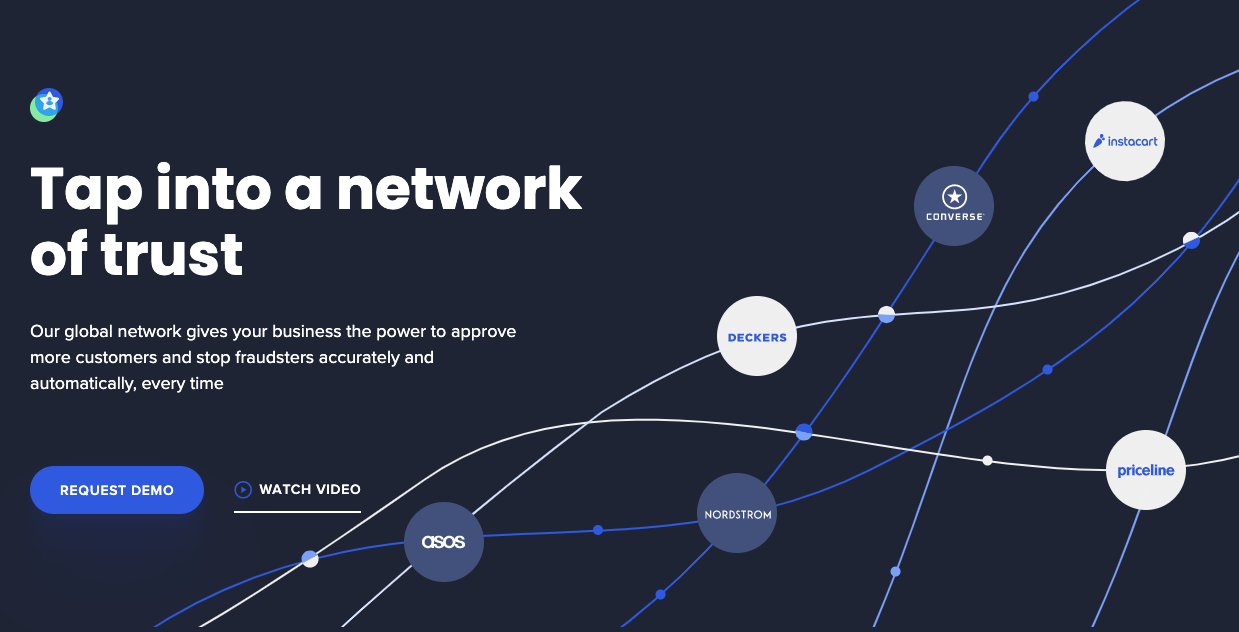 Tap into a network
of trust
Our global network gives your business the power to approve
more customers and stop fraudsters accurately and
automatically, every time
REQUEST DEMO
WATCH VIDEO
instacart
CONVERSE
DECKERS
priceline
NORDSTROM
asos